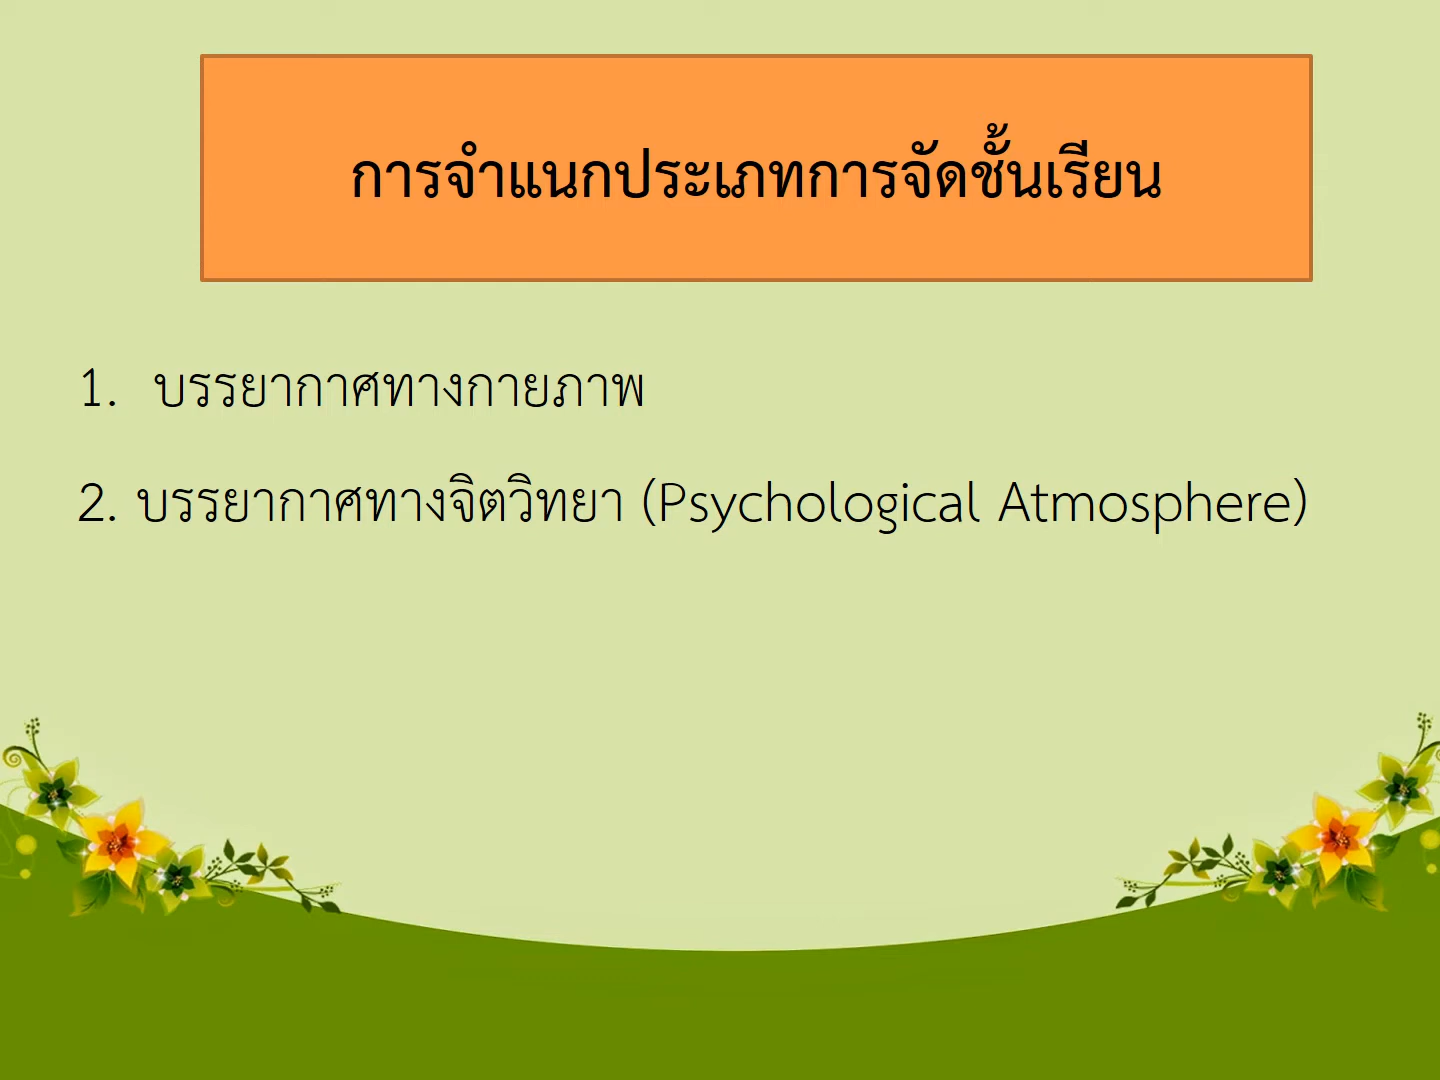 การจำแนกประเภทการจัดชั้นเรียน
1. บรรยากาศทางกายภาพ
2. บรรยากาศทางจิตวิทยา (Psychological Atmosphere)